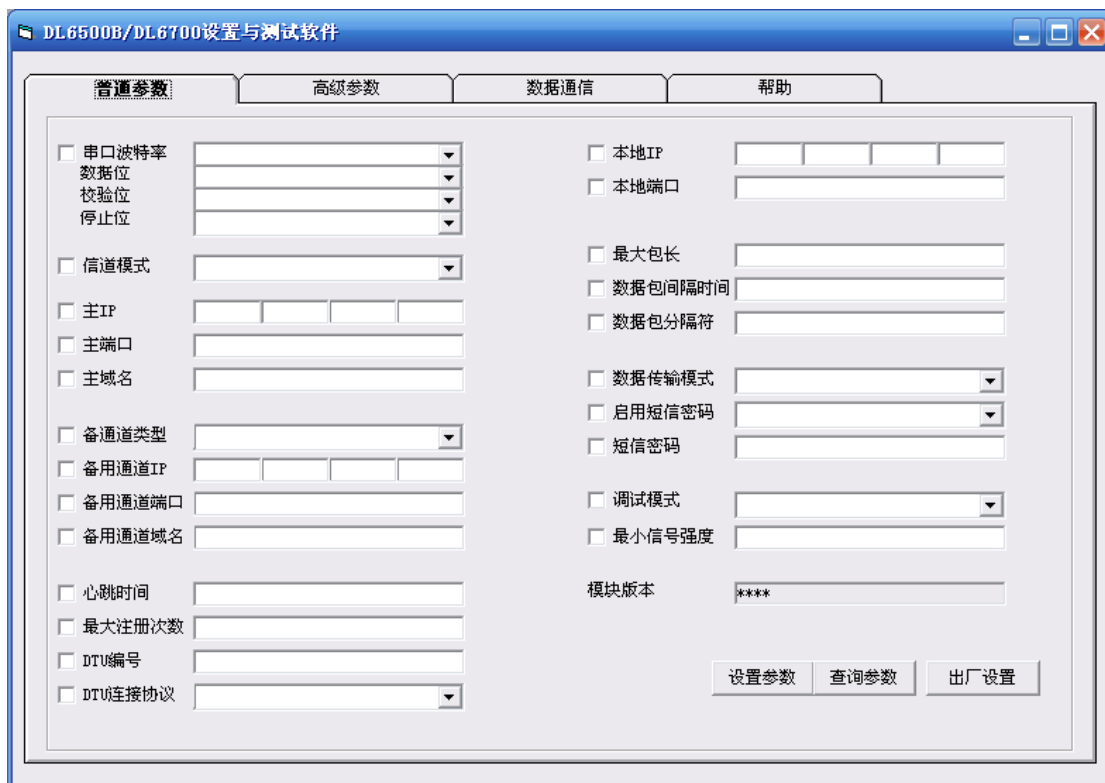 DL6500B/DL6700设置与测试软件
普通参数
高级参数
数据通信
帮助
串口波特率
数据位
校验位
停止位
信道模式
主IP
主端口
主域名
备通道类型
备用通道IP
备用通道端口
备用通道域名
心跳时间
最大注册次数
DTU编号
DTU连接协议
本地IP
本地端口
最大包长
数据包间隔时间
数据包分隔符
数据传输模式
启用短信密码
短信密码
调试模式
最小信号强度
模块版本
****
设置参数
查询参数
出厂设置